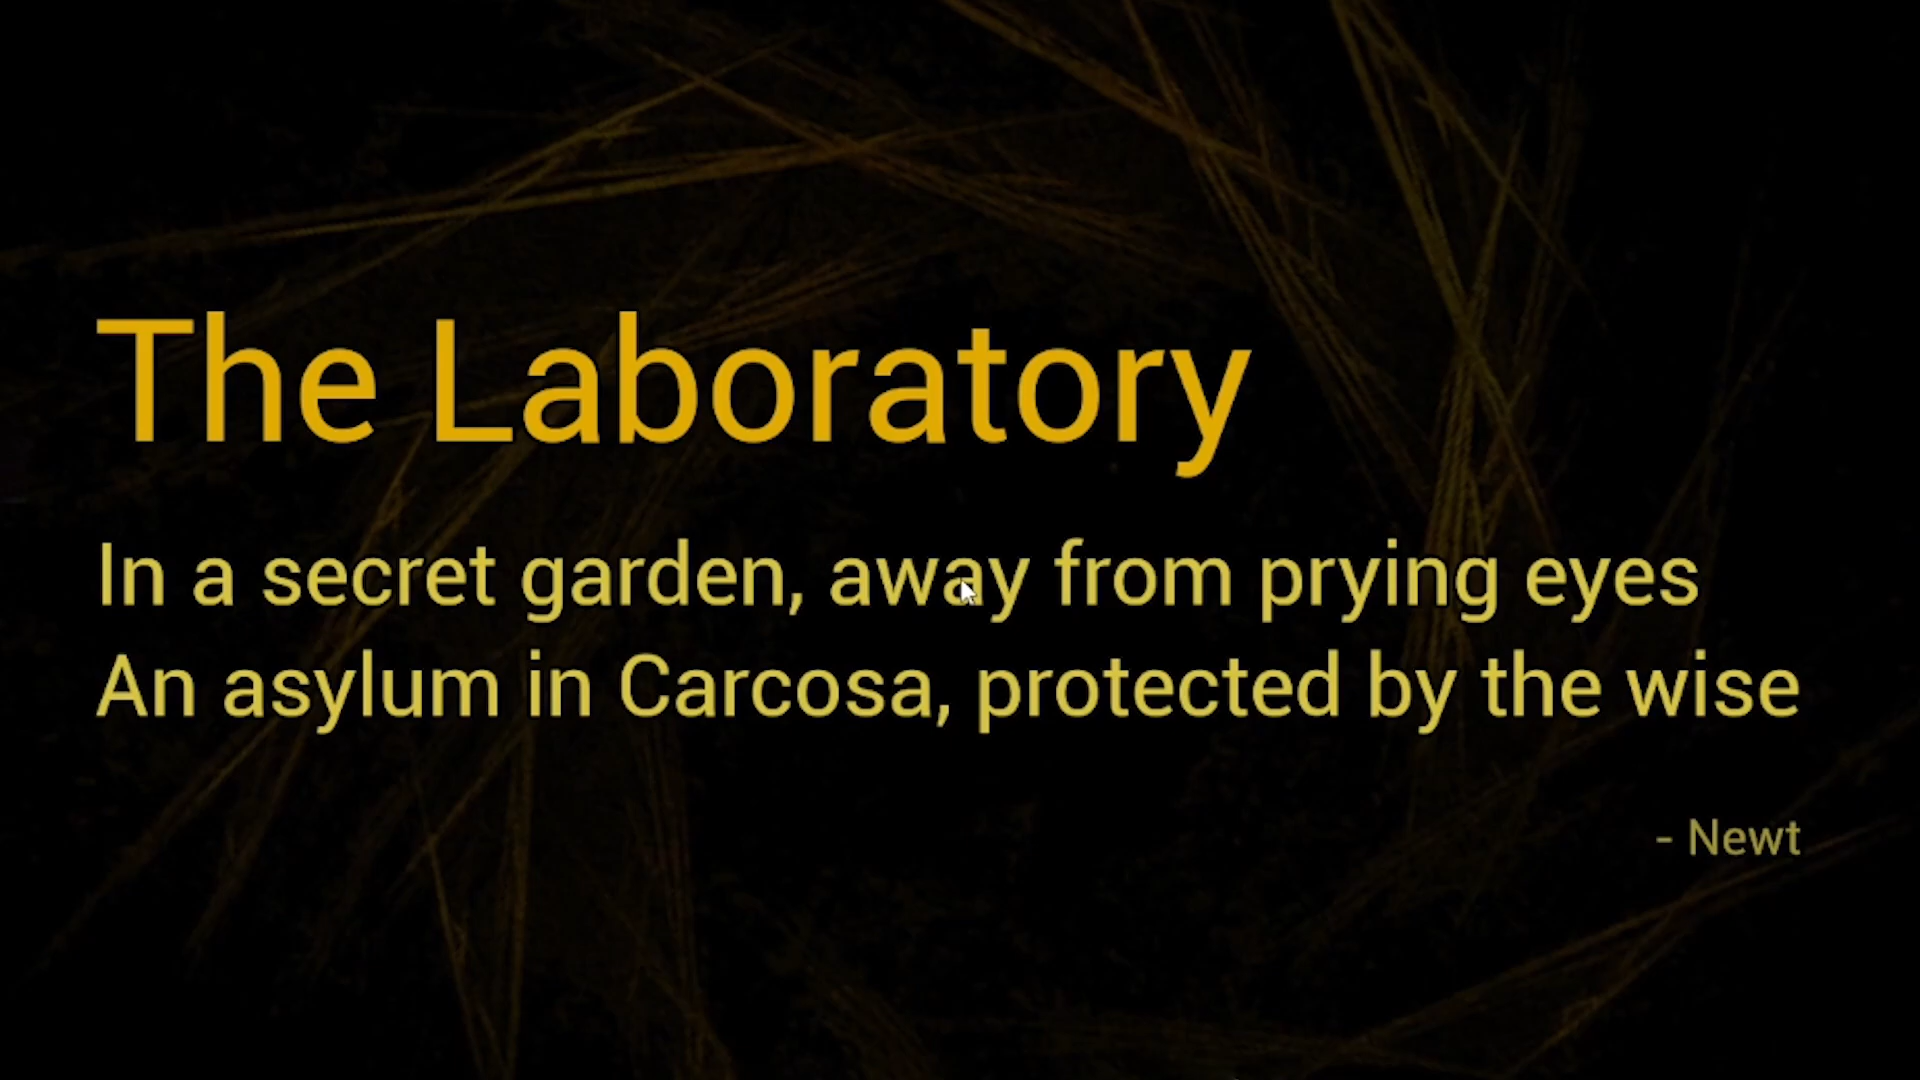 The Laboratory
In a secret garden, away from prying eyes
An asylum in Carcosa, protected by the wise
- Newt